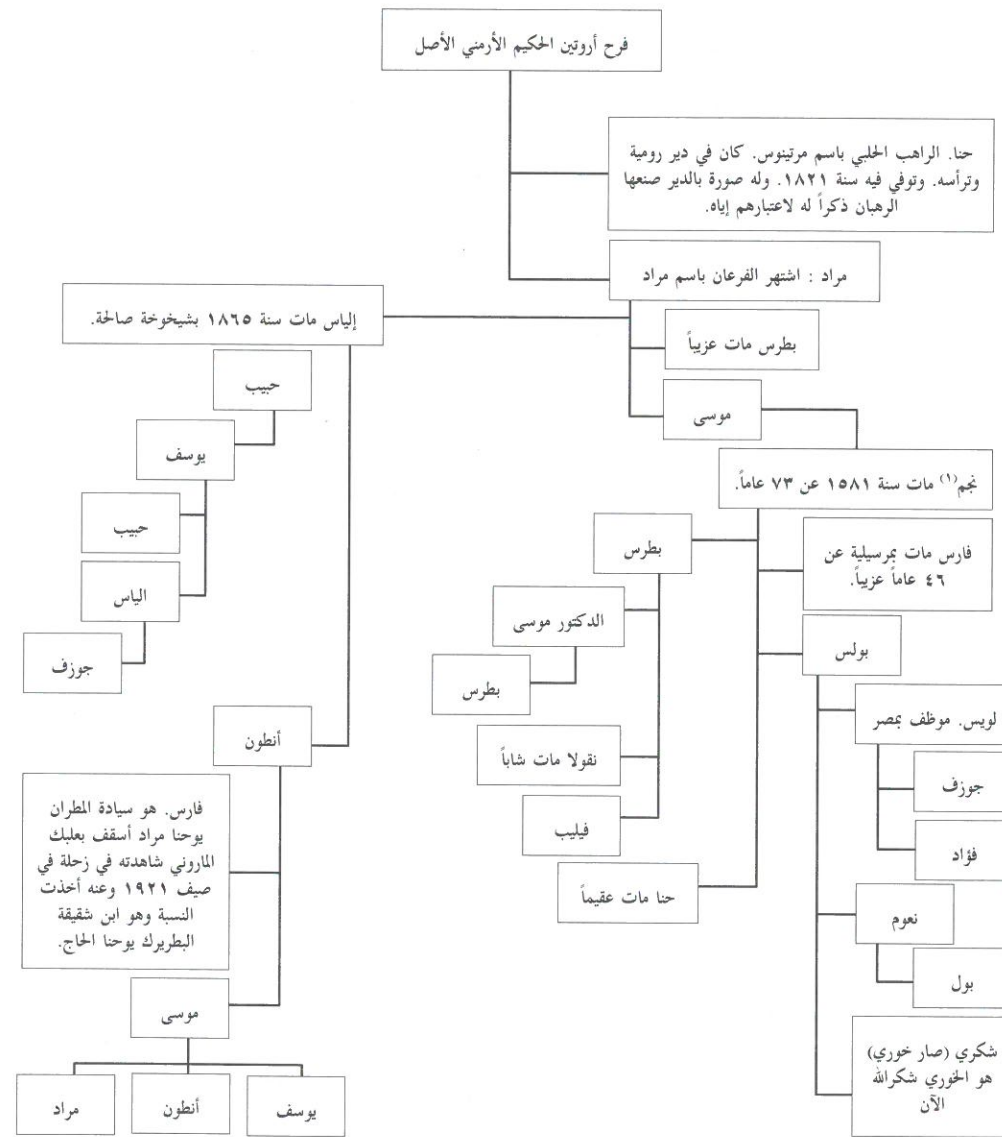 فرح أروتين الحكيم الأرمني الأصل
حنا. الراهب الحلبي باسم مرتينوس. كان في دير رومية
وترأسه. وتوفي فيه سنة ١٨٢١. وله صورة بالدير صنعها
الرهبان ذكراً له لاعتبارهم إياه.
مراد : اشتهر الفرعان باسم مراد
إلياس مات سنة ١٨٦٥ بشيخوخة صالحة.
بطرس مات عزيباً
موسى
نجم(١) مات سنة ١٥٨١ عن ٧٣ عاماً.
فارس مات بمرسيلية عن
٤٦ عاماً عزيباً.
بولس
لويس. موظف بمصر
جوزف
فؤاد
نعوم
بول
شكري (صار خوري)
هو الخوري شكرالله
الآن
بطرس
الدكتور موسى
بطرس
نقولا مات شاباً
فيليب
حنا مات عقيماً
حبيب
يوسف
حبيب
الياس
جوزف
أنطون
فارس. هو سيادة المطران
يوحنا مراد أسقف بعلبك
الماروني شاهدته في زحلة في
صيف ١٩٢١ وعنه أخذت
النسبة وهو ابن شقيقة
البطريرك يوحنا الحاج.
موسى
يوسف
أنطون
مراد